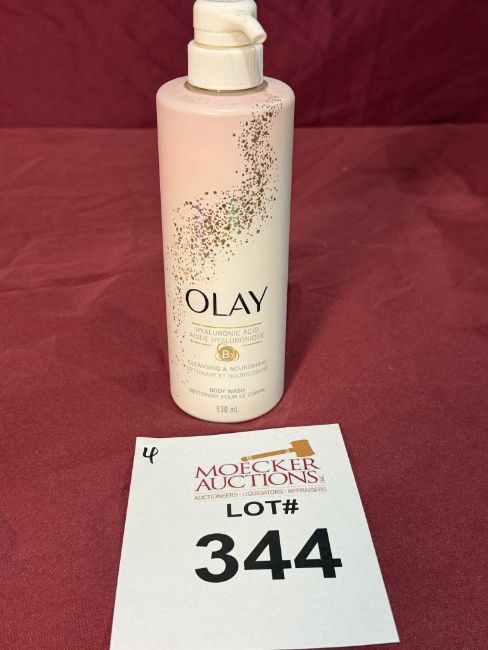 OLAY
HYALURONIC ACID
ACIDE HYALURONIQUE
B3
CLEANSING & NOURISHING
NETTOYANT ET NOURRISSANT
BODY WASH
NETTOYANT POUR LE CORPS
530 mL
4
MOECKER
AUCTIONS
AUCTIONEERS · LIQUIDATORS · APPRAISERS
LOT#
344